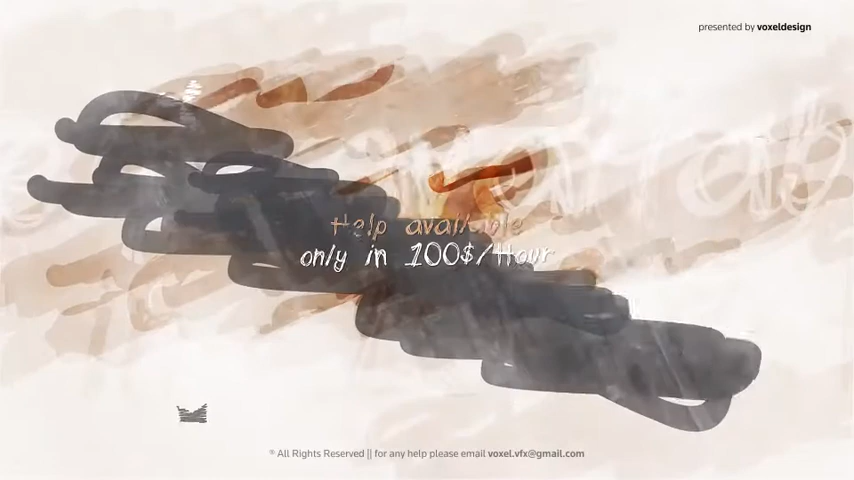 presented by voxeldesign
Help available
only in 100$/Hour
® All Rights Reserved || for any help please email voxel.vfx@gmail.com